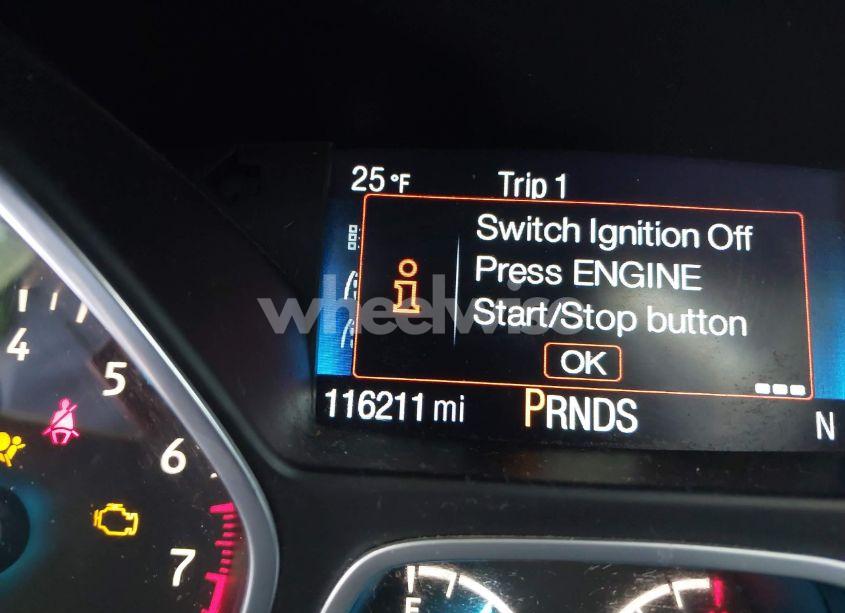 25 °F Trip 1
Switch Ignition Off
Press ENGINE
Start/Stop button
OK
116211 mi PRNDS N
4
5
6
7
wheelwise
E